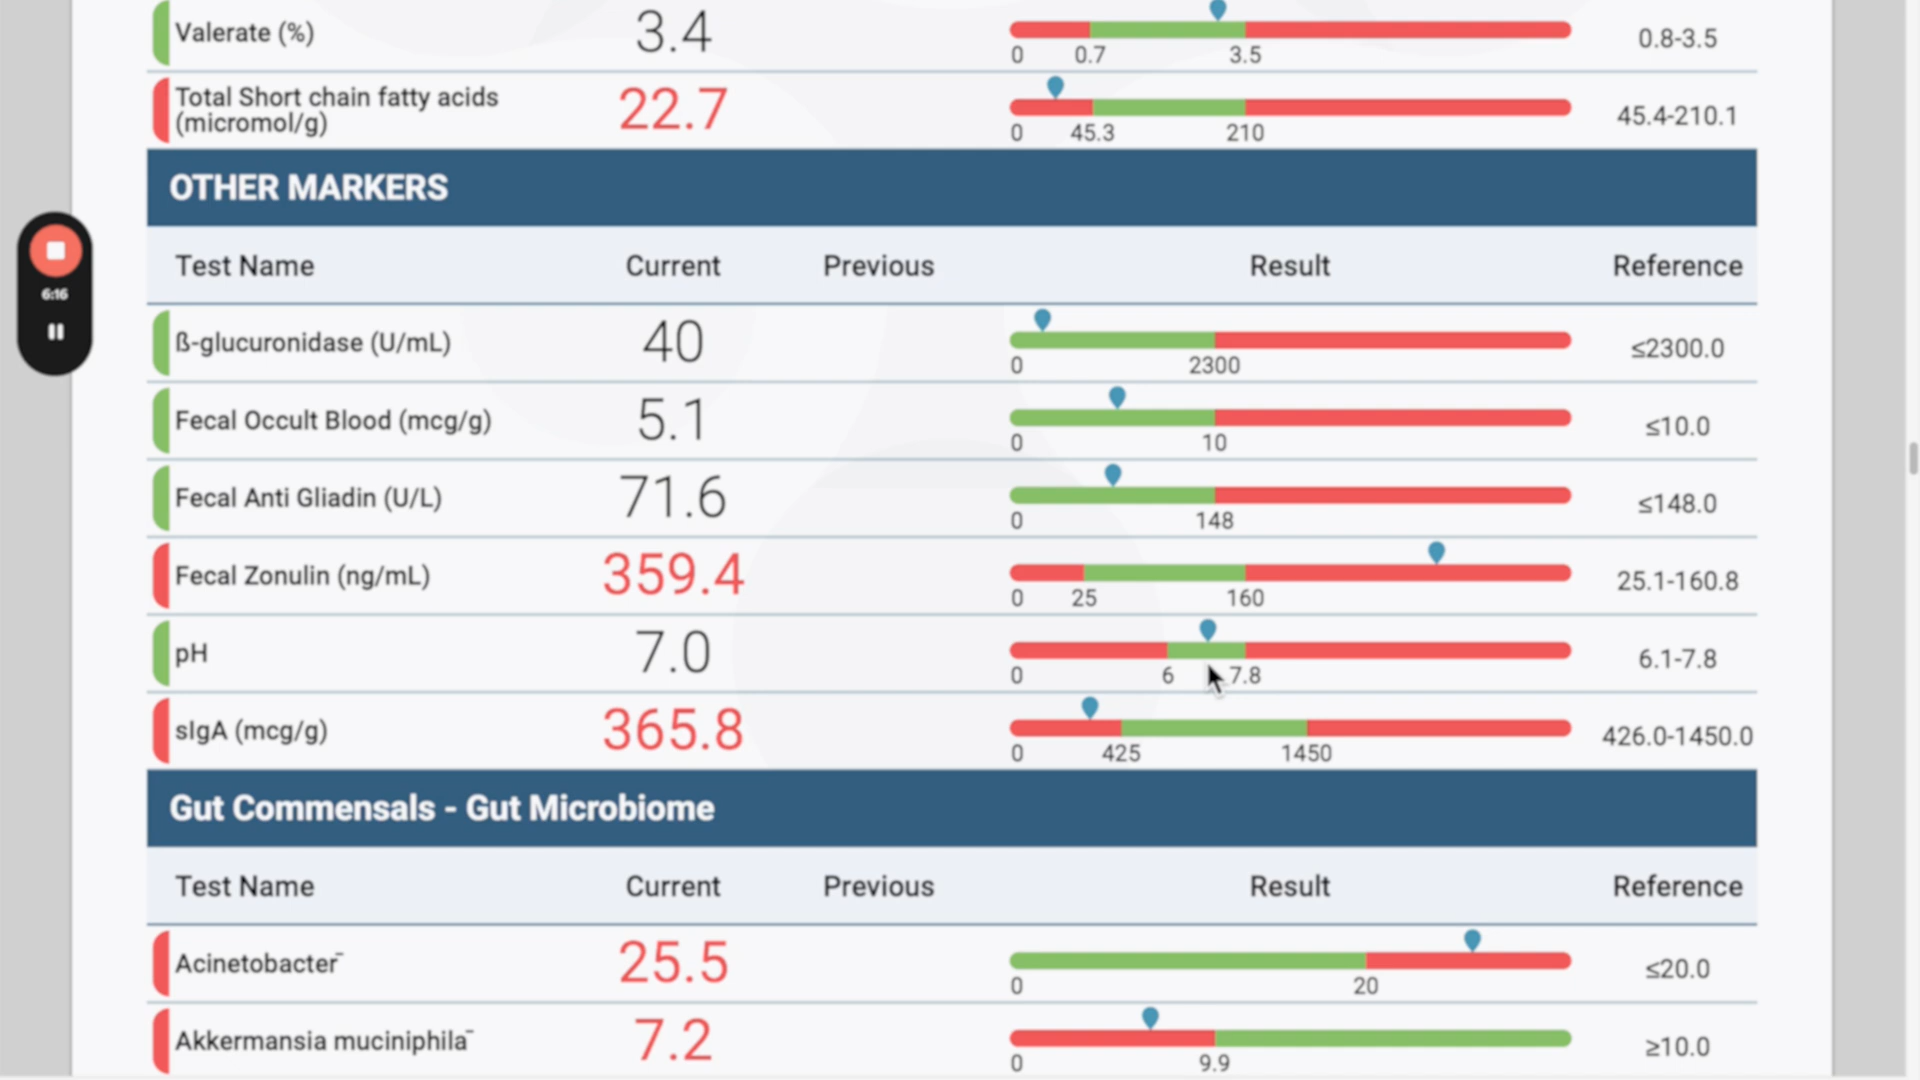 Valerate (%) 3.4 0.8-3.5
0 0.7 3.5
Total Short chain fatty acids
(micromol/g) 22.7 45.4-210.1
0 45.3 210
OTHER MARKERS
Test Name Current Previous Result Reference
6:16
ß-glucuronidase (U/mL) 40 ≤2300.0
0 2300
Fecal Occult Blood (mcg/g) 5.1 ≤10.0
0 10
Fecal Anti Gliadin (U/L) 71.6 ≤148.0
0 148
Fecal Zonulin (ng/mL) 359.4 25.1-160.8
0 25 160
pH 7.0 6.1-7.8
0 6 7.8
sIgA (mcg/g) 365.8 426.0-1450.0
0 425 1450
Gut Commensals - Gut Microbiome
Test Name Current Previous Result Reference
Acinetobacter¯ 25.5 ≤20.0
0 20
Akkermansia muciniphila¯ 7.2 ≥10.0
0 9.9